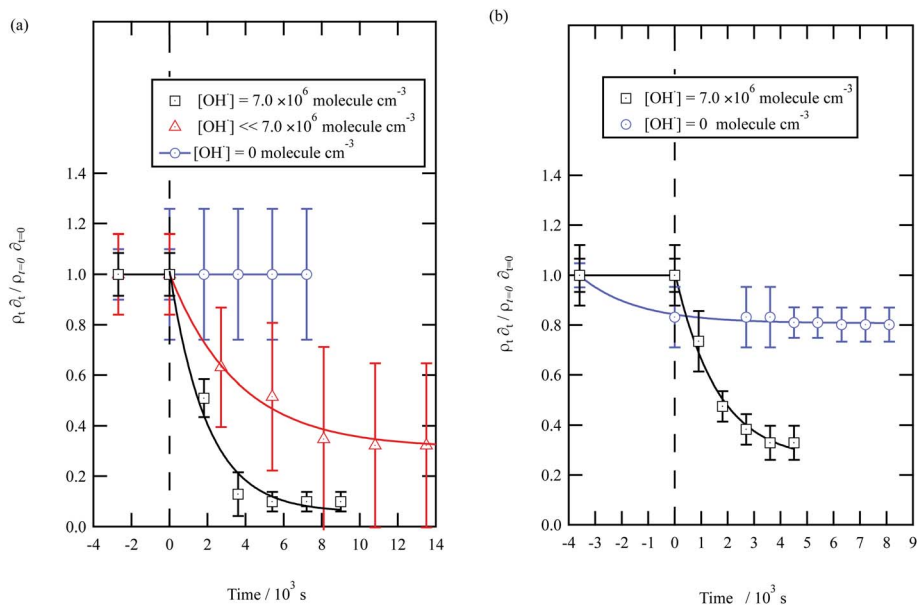 (a)
[OH·] = 7.0 ×10⁶ molecule cm⁻³
[OH·] << 7.0 ×10⁶ molecule cm⁻³
[OH·] = 0 molecule cm⁻³
1.4
1.2
1.0
0.8
0.6
0.4
0.2
0.0
ρₜ ∂ₜ / ρₜ₌₀ ∂ₜ₌₀
-4 -2 0 2 4 6 8 10 12 14
Time / 10³ s
(b)
[OH·] = 7.0 ×10⁶ molecule cm⁻³
[OH·] = 0 molecule cm⁻³
1.4
1.2
1.0
0.8
0.6
0.4
0.2
0.0
ρₜ ∂ₜ / ρₜ₌₀ ∂ₜ₌₀
-4 -3 -2 -1 0 1 2 3 4 5 6 7 8 9
Time / 10³ s